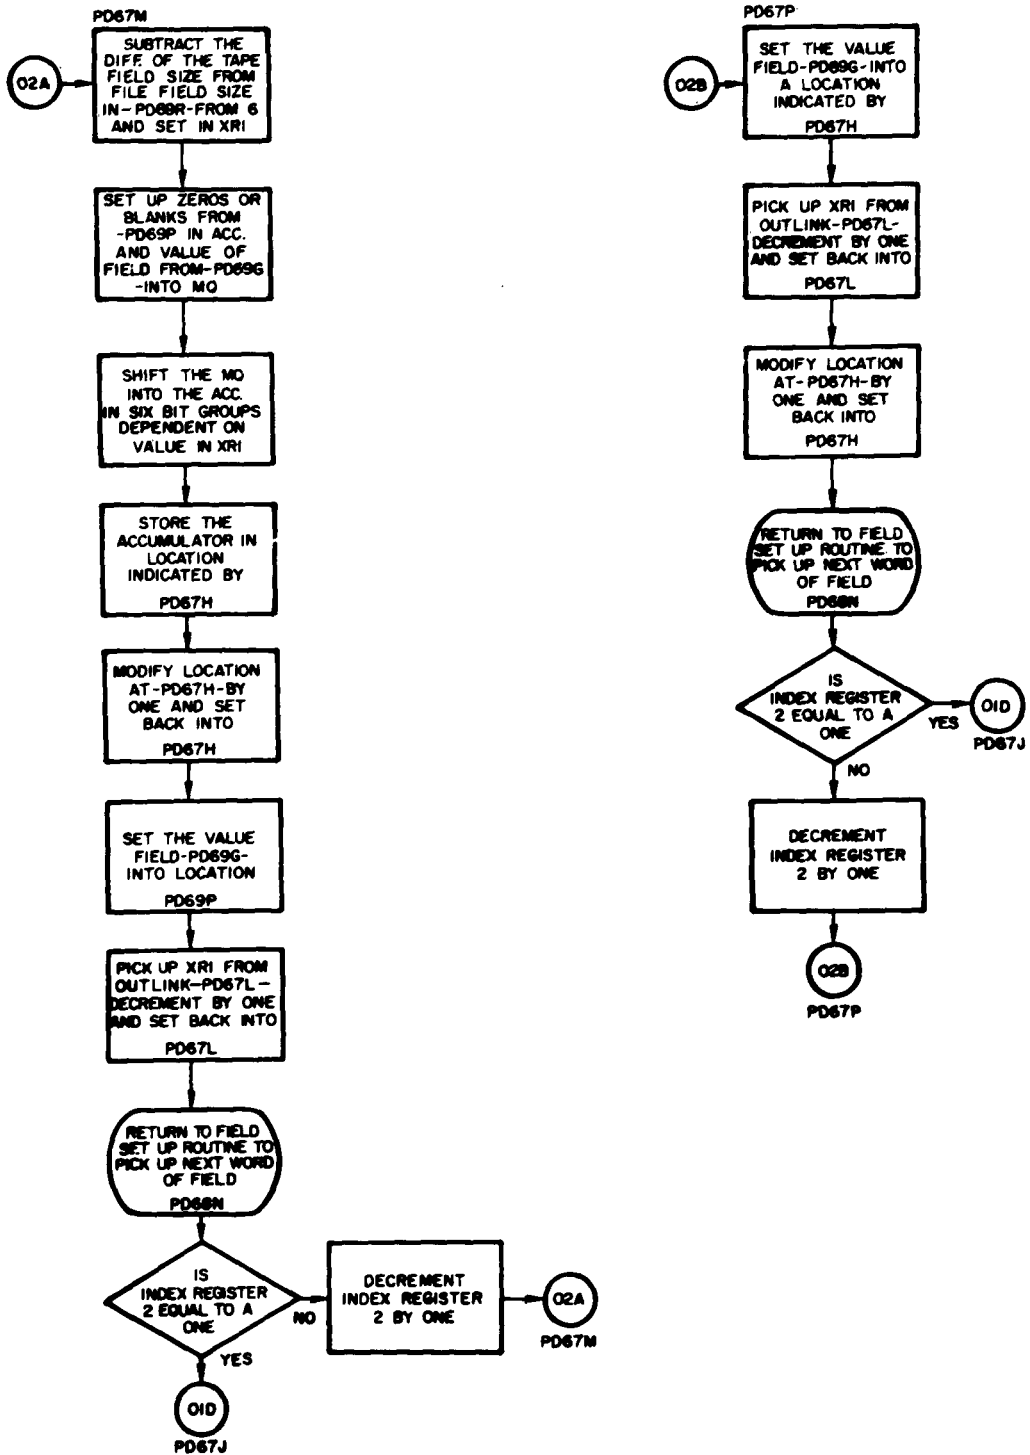 PD67M
02A
SUBTRACT THE
DIFF. OF THE TAPE
FIELD SIZE FROM
FILE FIELD SIZE
IN-PD69R-FROM 6
AND SET IN XR1
SET UP ZEROS OR
BLANKS FROM
-PD69P IN ACC.
AND VALUE OF
FIELD FROM-PD69G
-INTO MQ
SHIFT THE MQ
INTO THE ACC.
IN SIX BIT GROUPS
DEPENDENT ON
VALUE IN XR1
STORE THE
ACCUMULATOR IN
LOCATION
INDICATED BY
PD67H
MODIFY LOCATION
AT-PD67H-BY
ONE AND SET
BACK INTO
PD67H
SET THE VALUE
FIELD-PD69G-
INTO LOCATION
PD69P
PICK UP XR1 FROM
OUTLINK-PD67L-
DECREMENT BY ONE
AND SET BACK INTO
PD67L
RETURN TO FIELD
SET UP ROUTINE TO
PICK UP NEXT WORD
OF FIELD
PD68N
IS
INDEX REGISTER
2 EQUAL TO A
ONE
NO
DECREMENT
INDEX REGISTER
2 BY ONE
02A
PD67M
YES
01D
PD67J
PD67P
02B
SET THE VALUE
FIELD-PD69G-INTO
A LOCATION
INDICATED BY
PD67H
PICK UP XR1 FROM
OUTLINK-PD67L-
DECREMENT BY ONE
AND SET BACK INTO
PD67L
MODIFY LOCATION
AT-PD67H-BY
ONE AND SET
BACK INTO
PD67H
RETURN TO FIELD
SET UP ROUTINE TO
PICK UP NEXT WORD
OF FIELD
PD68N
IS
INDEX REGISTER
2 EQUAL TO A
ONE
YES
01D
PD67J
NO
DECREMENT
INDEX REGISTER
2 BY ONE
02B
PD67P